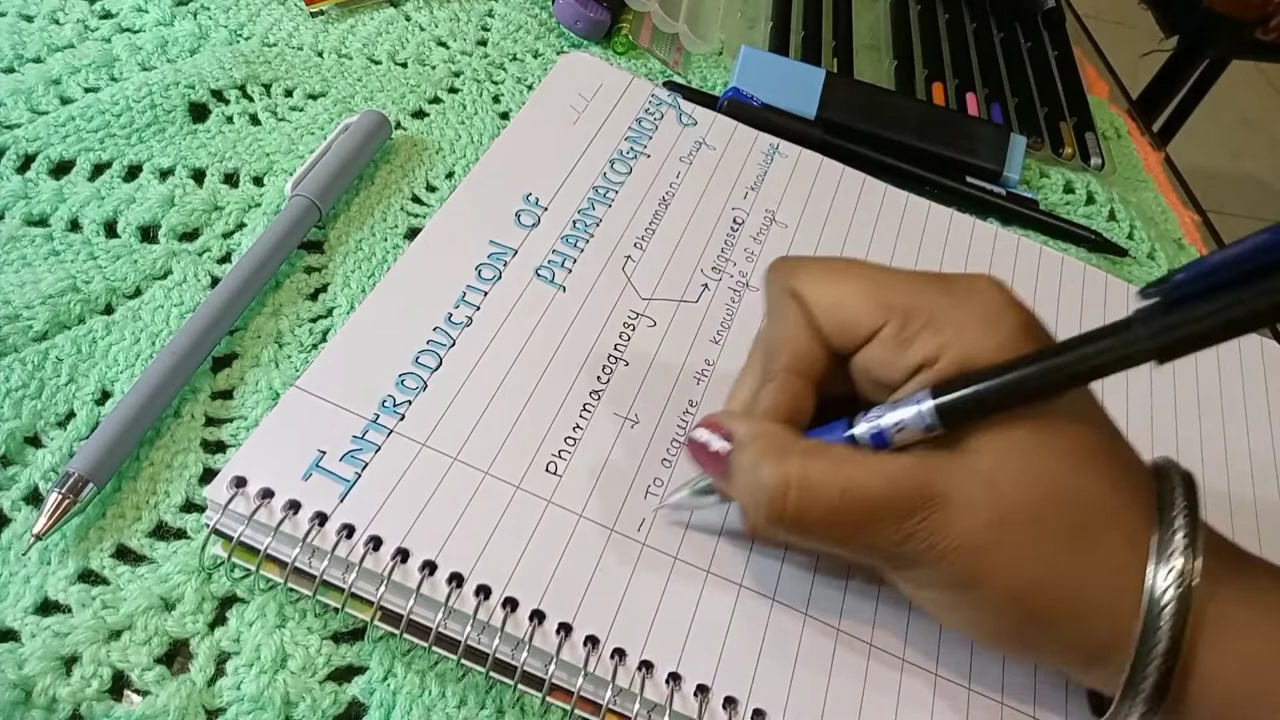 INTRODUCTION OF
PHARMACOGNOSY
Pharmacognosy
Pharmakon - Drug
(gignosco) - knowledge
- To acquire the knowledge of drugs